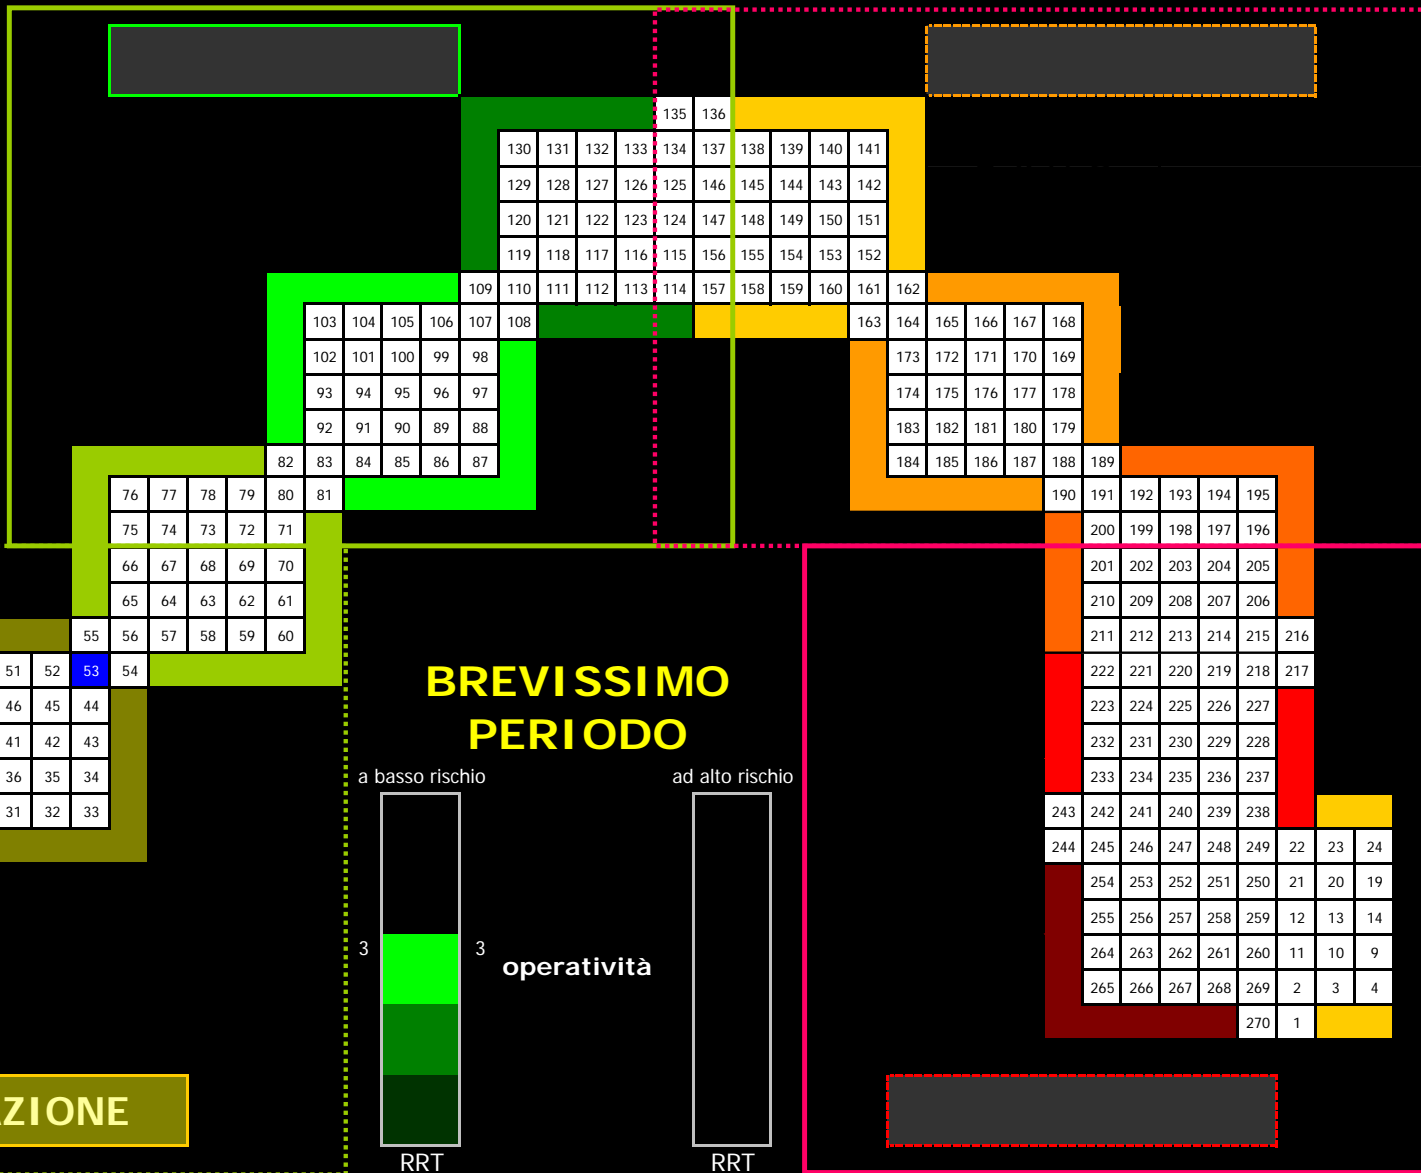 135 136
130 131 132 133 134 137 138 139 140 141
129 128 127 126 125 146 145 144 143 142
120 121 122 123 124 147 148 149 150 151
119 118 117 116 115 156 155 154 153 152
109 110 111 112 113 114 157 158 159 160 161 162
103 104 105 106 107 108 163 164 165 166 167 168
102 101 100 99 98 173 172 171 170 169
93 94 95 96 97 174 175 176 177 178
92 91 90 89 88 183 182 181 180 179
82 83 84 85 86 87 184 185 186 187 188 189
76 77 78 79 80 81 190 191 192 193 194 195
75 74 73 72 71 200 199 198 197 196
66 67 68 69 70 201 202 203 204 205
65 64 63 62 61 210 209 208 207 206
55 56 57 58 59 60 211 212 213 214 215 216
51 52 53 54 222 221 220 219 218 217
46 45 44 223 224 225 226 227
41 42 43 232 231 230 229 228
36 35 34 233 234 235 236 237
31 32 33 243 242 241 240 239 238
244 245 246 247 248 249 22 23 24
254 253 252 251 250 21 20 19
255 256 257 258 259 12 13 14
264 263 262 261 260 11 10 9
265 266 267 268 269 2 3 4
270 1
BREVISSIMO
PERIODO
a basso rischio ad alto rischio
3 3 operatività
RRT RRT
AZIONE